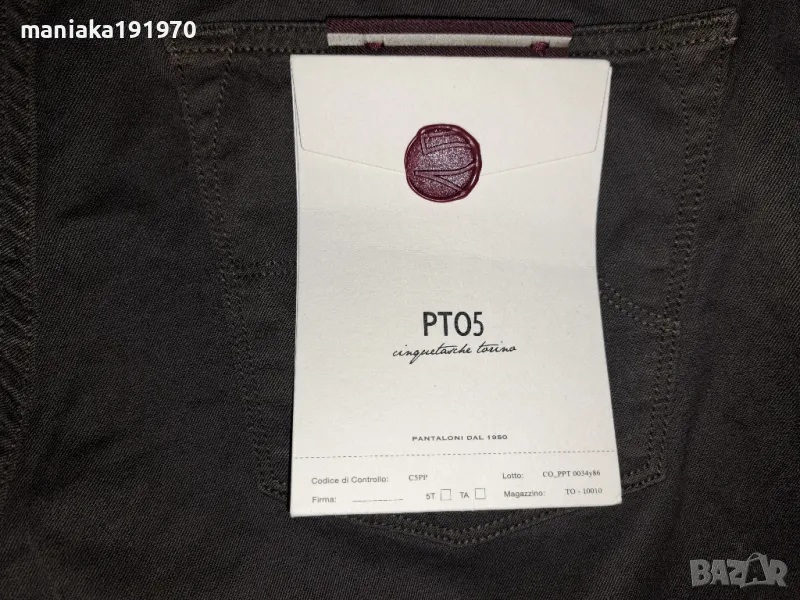 maniaka191970
PT05
cinquetasche torino
PANTALONI DAL 1950
Codice di Controllo: C5PP Lotto: CO_PPT 0034y86
Firma: 5T TA Magazzino: TO - 10010
BAZAR